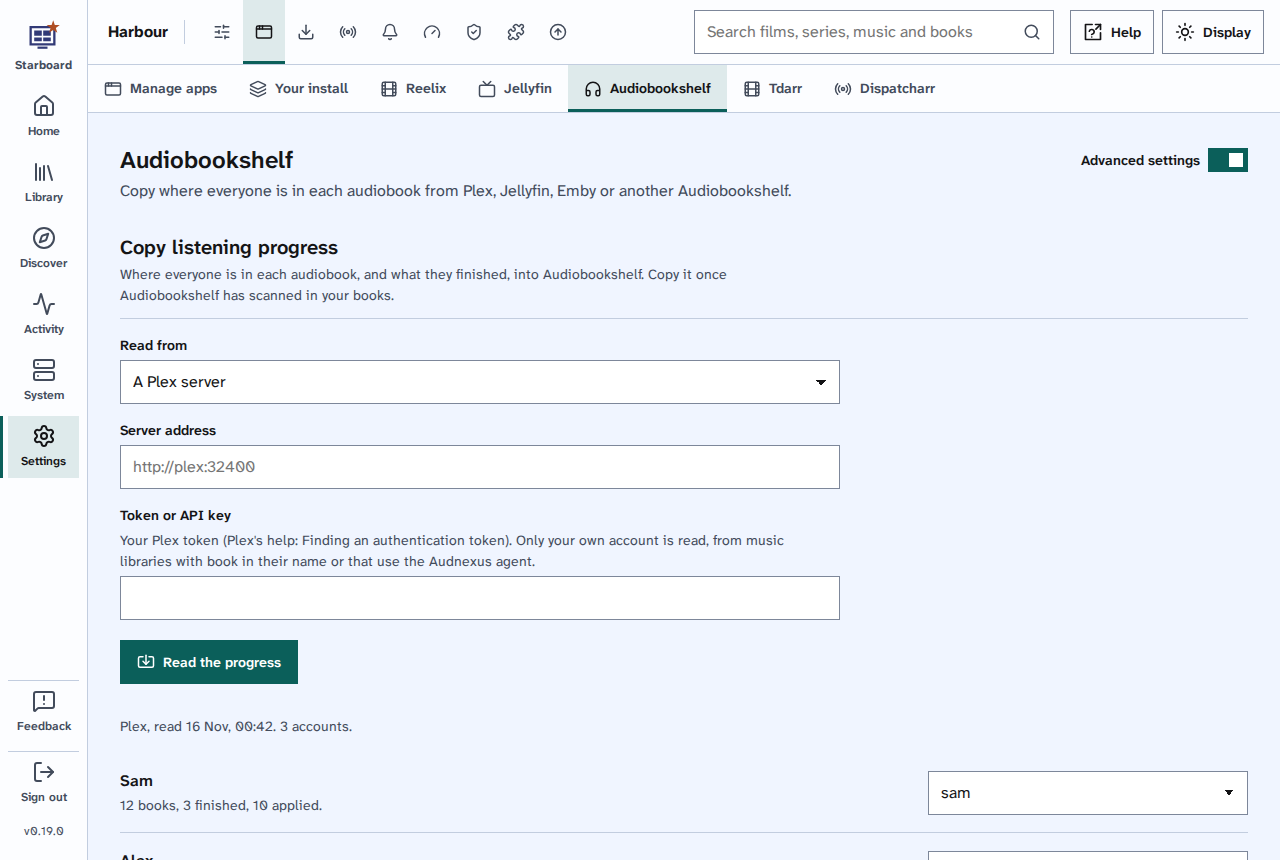 Starboard
Home
Library
Discover
Activity
System
Settings
Feedback
Sign out
v0.19.0
Harbour
Search films, series, music and books
Help
Display
Manage apps
Your install
Reelix
Jellyfin
Audiobookshelf
Tdarr
Dispatcharr
Audiobookshelf
Advanced settings
Copy where everyone is in each audiobook from Plex, Jellyfin, Emby or another Audiobookshelf.
Copy listening progress
Where everyone is in each audiobook, and what they finished, into Audiobookshelf. Copy it once
Audiobookshelf has scanned in your books.
Read from
A Plex server
Server address
http://plex:32400
Token or API key
Your Plex token (Plex's help: Finding an authentication token). Only your own account is read, from music
libraries with book in their name or that use the Audnexus agent.
Read the progress
Plex, read 16 Nov, 00:42. 3 accounts.
Sam
12 books, 3 finished, 10 applied.
sam
Alex